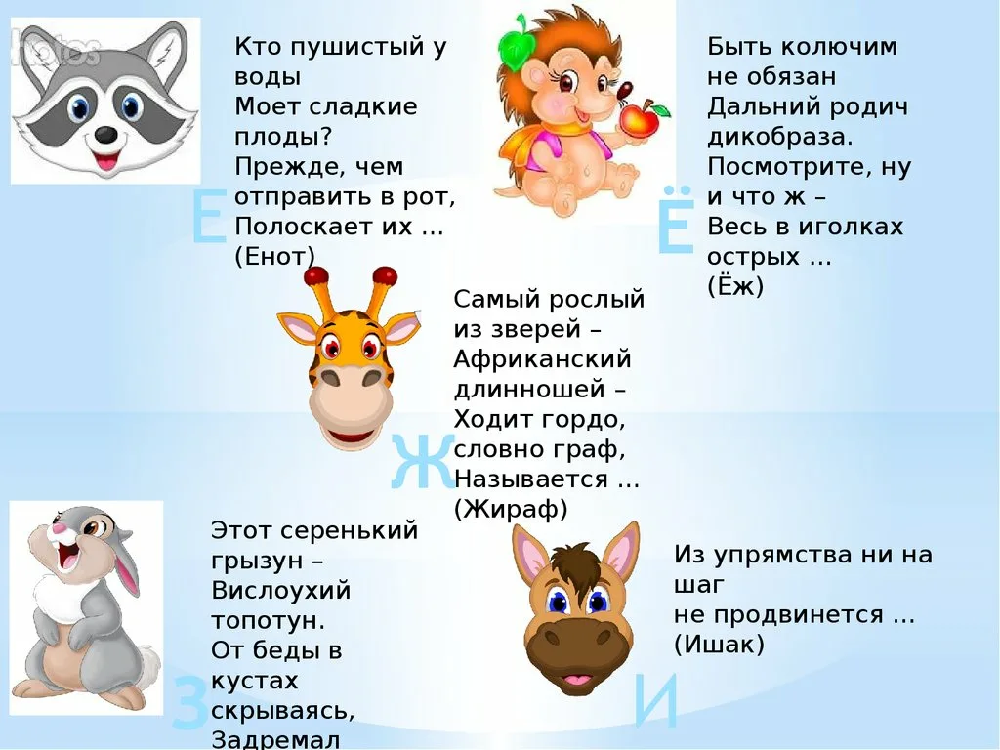 Кто пушистый у
воды
Моет сладкие
плоды?
Прежде, чем
отправить в рот,
Полоскает их ...
(Енот)
Е
Быть колючим
не обязан
Дальний родич
дикобраза.
Посмотрите, ну
и что ж –
Весь в иголках
острых ...
(Ёж)
Ё
Самый рослый
из зверей –
Африканский
длинношей –
Ходит гордо,
словно граф,
Называется ...
(Жираф)
Ж
Этот серенький
грызун –
Вислоухий
топотун.
От беды в
кустах
скрываясь,
Задремал
З
Из упрямства ни на
шаг
не продвинется ...
(Ишак)
И